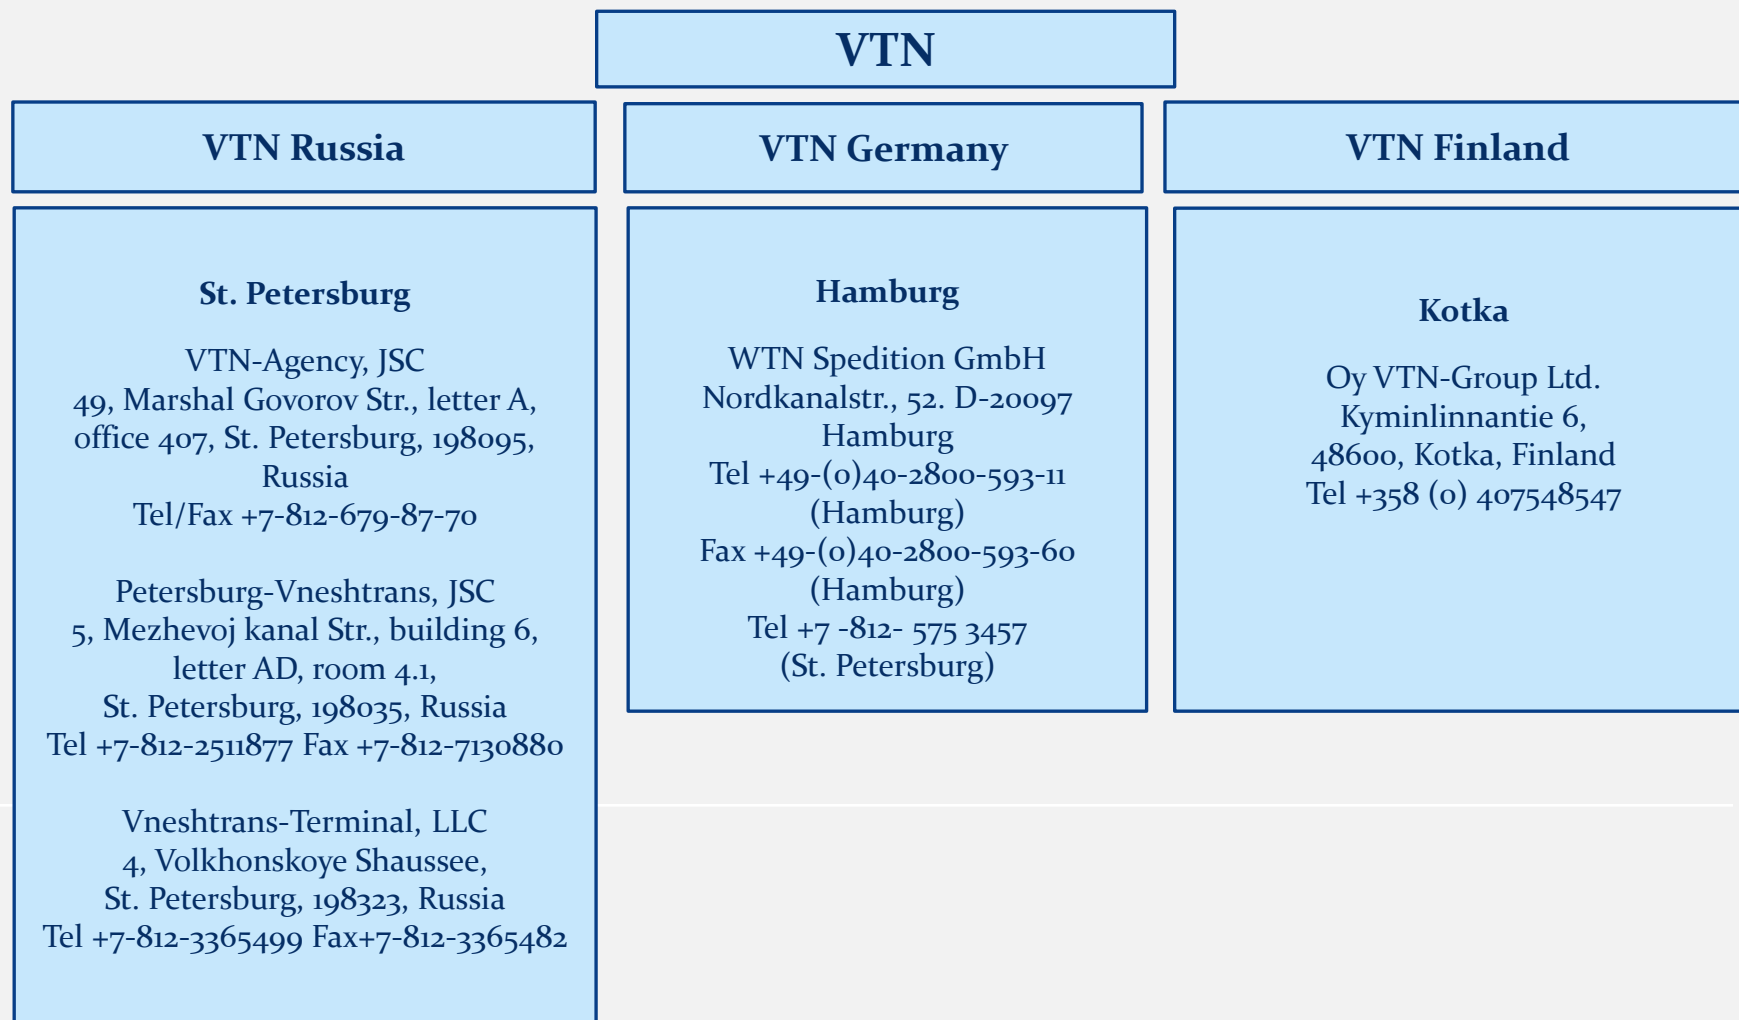 VTN
VTN Russia
VTN Germany
VTN Finland
St. Petersburg
VTN-Agency, JSC
49, Marshal Govorov Str., letter A,
office 407, St. Petersburg, 198095,
Russia
Tel/Fax +7-812-679-87-70
Petersburg-Vneshtrans, JSC
5, Mezhevoj kanal Str., building 6,
letter AD, room 4.1,
St. Petersburg, 198035, Russia
Tel +7-812-2511877 Fax +7-812-7130880
Vneshtrans-Terminal, LLC
4, Volkhonskoye Shaussee,
St. Petersburg, 198323, Russia
Tel +7-812-3365499 Fax+7-812-3365482
Hamburg
WTN Spedition GmbH
Nordkanalstr., 52. D-20097
Hamburg
Tel +49-(0)40-2800-593-11
(Hamburg)
Fax +49-(0)40-2800-593-60
(Hamburg)
Tel +7 -812- 575 3457
(St. Petersburg)
Kotka
Oy VTN-Group Ltd.
Kyminlinnantie 6,
48600, Kotka, Finland
Tel +358 (0) 407548547